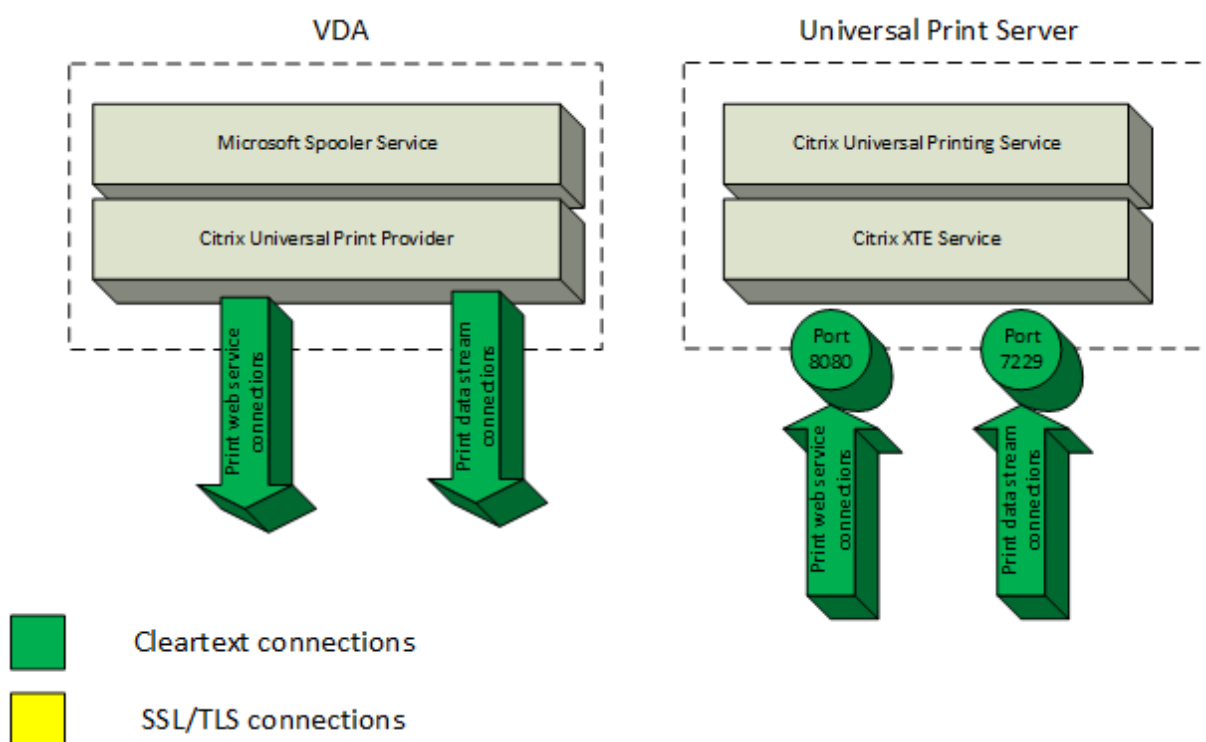 VDA
Universal Print Server
Microsoft Spooler Service
Citrix Universal Print Provider
Citrix Universal Printing Service
Citrix XTE Service
Print web service
connections
Print data stream
connections
Port
8080
Port
7229
Print web service
connections
Print data stream
connections
Cleartext connections
SSL/TLS connections